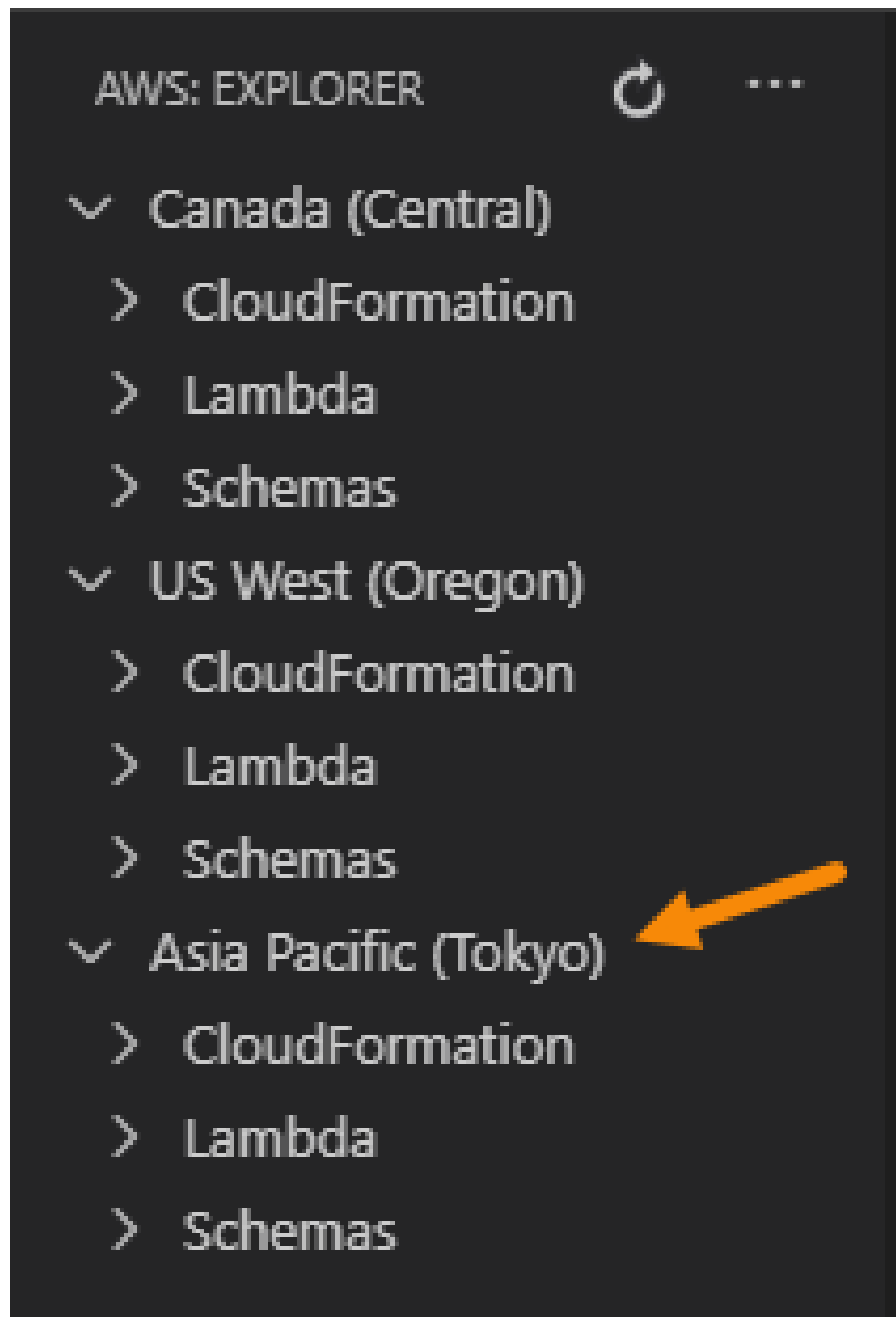 AWS: EXPLORER
Canada (Central)
CloudFormation
Lambda
Schemas
US West (Oregon)
CloudFormation
Lambda
Schemas
Asia Pacific (Tokyo)
CloudFormation
Lambda
Schemas